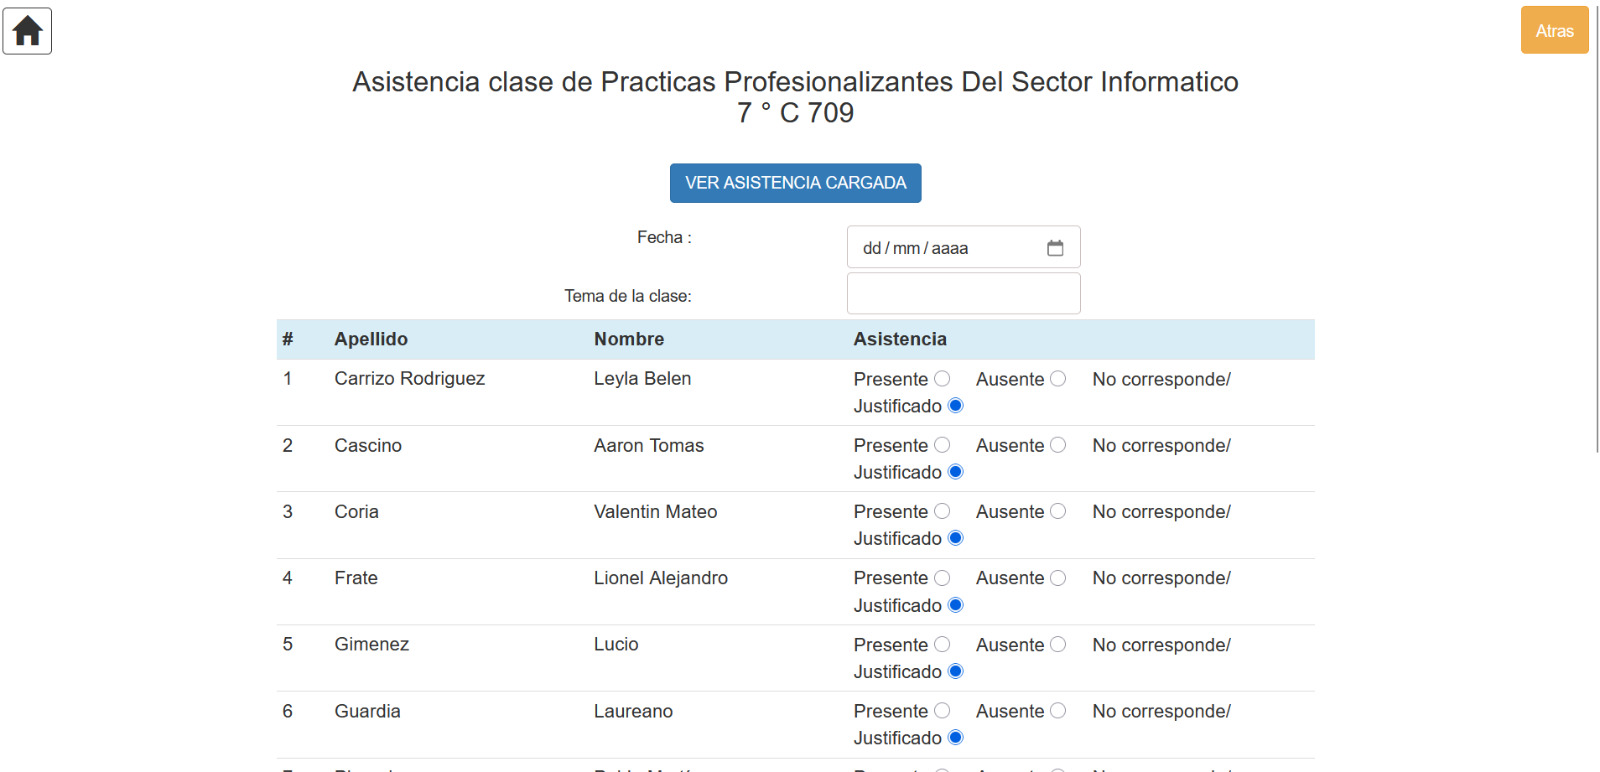 Atras
Asistencia clase de Practicas Profesionalizantes Del Sector Informatico
7 ° C 709
VER ASISTENCIA CARGADA
Fecha :
dd/mm/aaaa
Tema de la clase:
# Apellido Nombre Asistencia
1 Carrizo Rodriguez Leyla Belen Presente Ausente No corresponde/
Justificado
2 Cascino Aaron Tomas Presente Ausente No corresponde/
Justificado
3 Coria Valentin Mateo Presente Ausente No corresponde/
Justificado
4 Frate Lionel Alejandro Presente Ausente No corresponde/
Justificado
5 Gimenez Lucio Presente Ausente No corresponde/
Justificado
6 Guardia Laureano Presente Ausente No corresponde/
Justificado